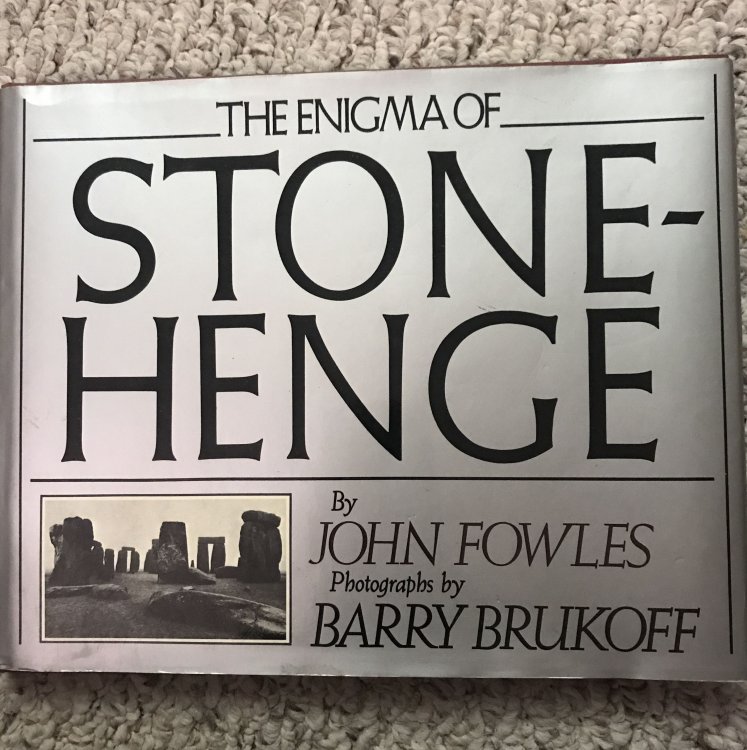 THE ENIGMA OF
STONE-
HENGE
By
JOHN FOWLES
Photographs by
BARRY BRUKOFF